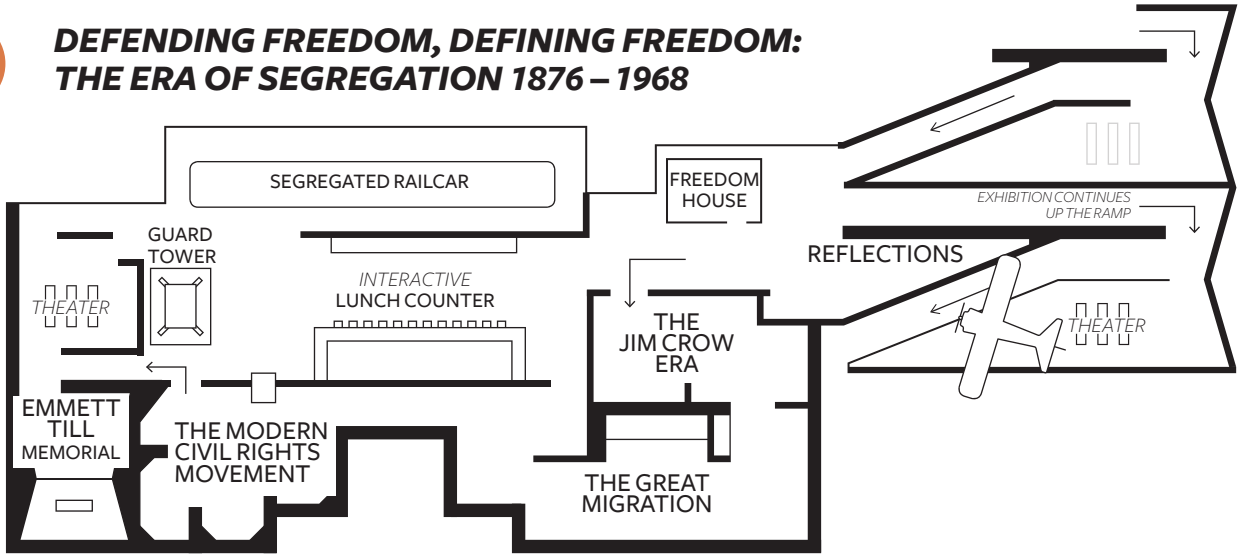 DEFENDING FREEDOM, DEFINING FREEDOM:
THE ERA OF SEGREGATION 1876 – 1968
SEGREGATED RAILCAR
FREEDOM
HOUSE
EXHIBITION CONTINUES
UP THE RAMP
GUARD
TOWER
REFLECTIONS
INTERACTIVE
LUNCH COUNTER
THEATER
THE
JIM CROW
ERA
THEATER
EMMETT
TILL
MEMORIAL
THE MODERN
CIVIL RIGHTS
MOVEMENT
THE GREAT
MIGRATION